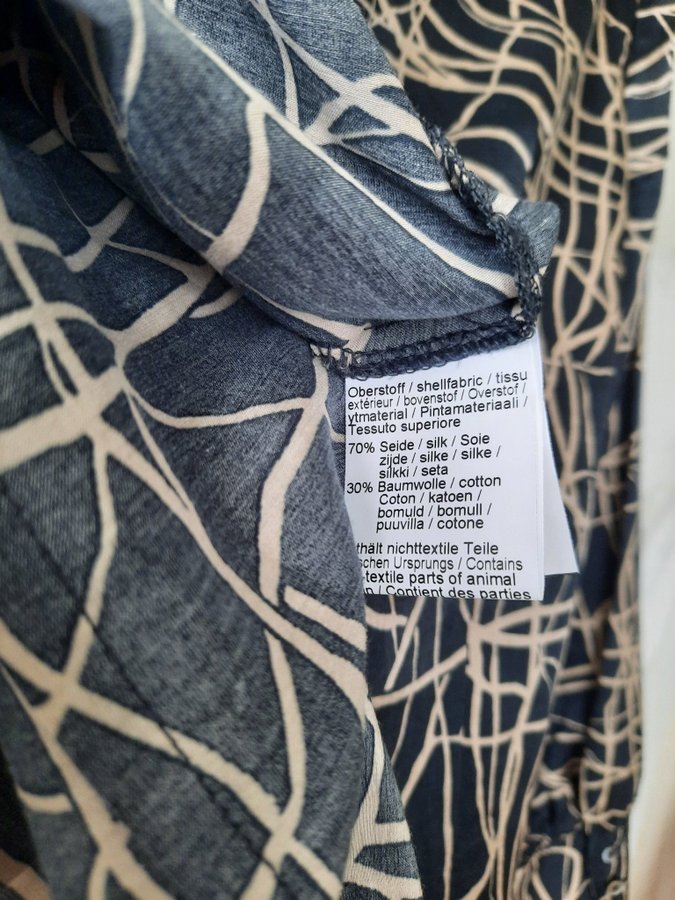 Oberstoff / shellfabric / tissu
extérieur / bovenstof / Overstof /
ytmaterial / Pintamateriaali /
Tessuto superiore
70% Seide / silk / Soie
zijde / silke / silke /
silkki / seta
30% Baumwolle / cotton
Coton / katoen /
bomuld / bomull /
puuvilla / cotone
nichttextile Teile
Ursprungs / Contains
-textile parts of animal
/ Contient des parties